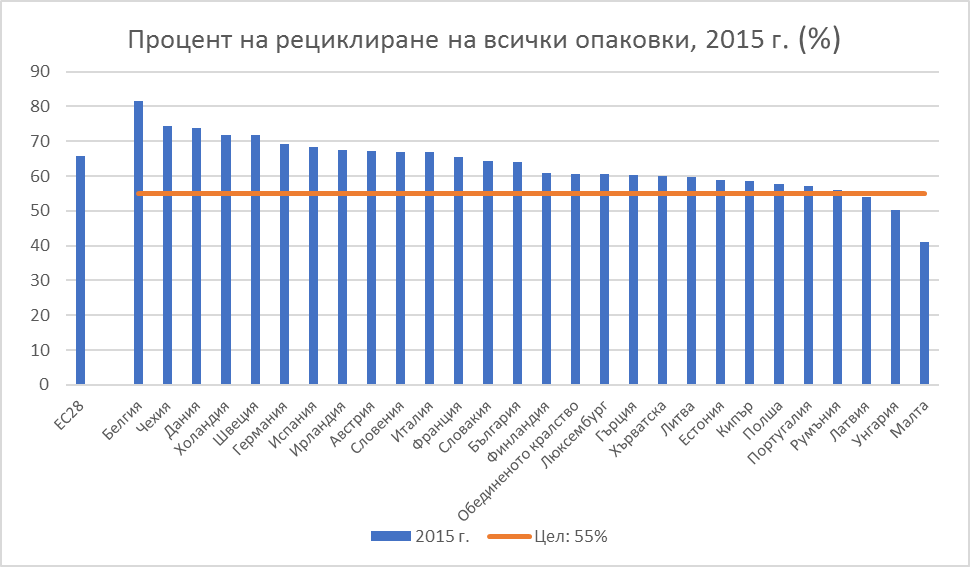 Процент на рециклиране на всички опаковки, 2015 г. (%)
90
80
70
60
50
40
30
20
10
0
ЕС28
Белгия
Чехия
Дания
Холандия
Швеция
Германия
Испания
Ирландия
Австрия
Словения
Италия
Франция
Словакия
България
Финландия
Обединеното кралство
Люксембург
Гърция
Хърватска
Литва
Естония
Кипър
Полша
Португалия
Румъния
Латвия
Унгария
Малта
2015 г.
Цел: 55%